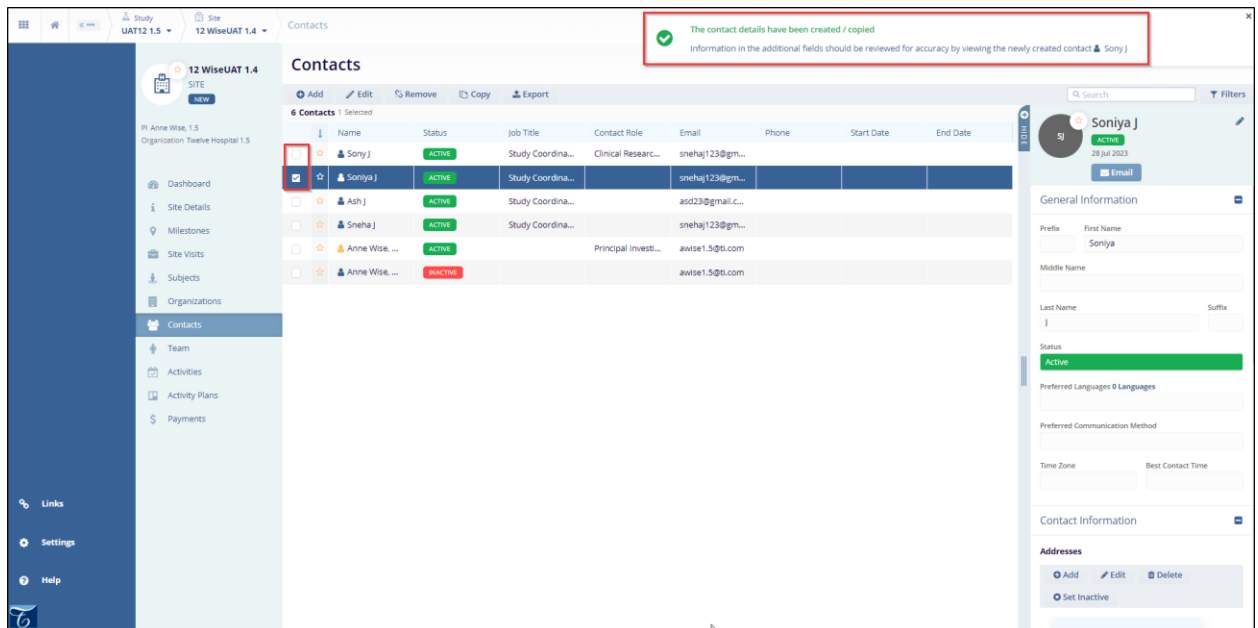 Study
UAT12 1.5
Site
12 WiseUAT 1.4
Contacts
The contact details have been created / copied
Information in the additional fields should be reviewed for accuracy by viewing the newly created contact Sony J
12 WiseUAT 1.4
SITE
NEW
PI Anne Wise, 1.5
Organization Twelve Hospital 1.5
Dashboard
Site Details
Milestones
Site Visits
Subjects
Organizations
Contacts
Team
Activities
Activity Plans
Payments
Links
Settings
Help
Contacts
Add Edit Remove Copy Export Search Filters
6 Contacts 1 Selected
Name Status Job Title Contact Role Email Phone Start Date End Date
Sony J ACTIVE Study Coordina... Clinical Researc... snehaj123@gm...
Soniya J ACTIVE Study Coordina... snehaj123@gm...
Ash J ACTIVE Study Coordina... asd23@gmail.c...
Sneha J ACTIVE Study Coordina... snehaj123@gm...
Anne Wise, ... ACTIVE Principal Investi... awise1.5@ti.com
Anne Wise, ... INACTIVE awise1.5@ti.com
HIDE
SJ
Soniya J
ACTIVE
28 Jul 2023
Email
General Information
Prefix First Name
Soniya
Middle Name
Last Name Suffix
J
Status
Active
Preferred Languages 0 Languages
Preferred Communication Method
Time Zone Best Contact Time
Contact Information
Addresses
Add Edit Delete
Set Inactive